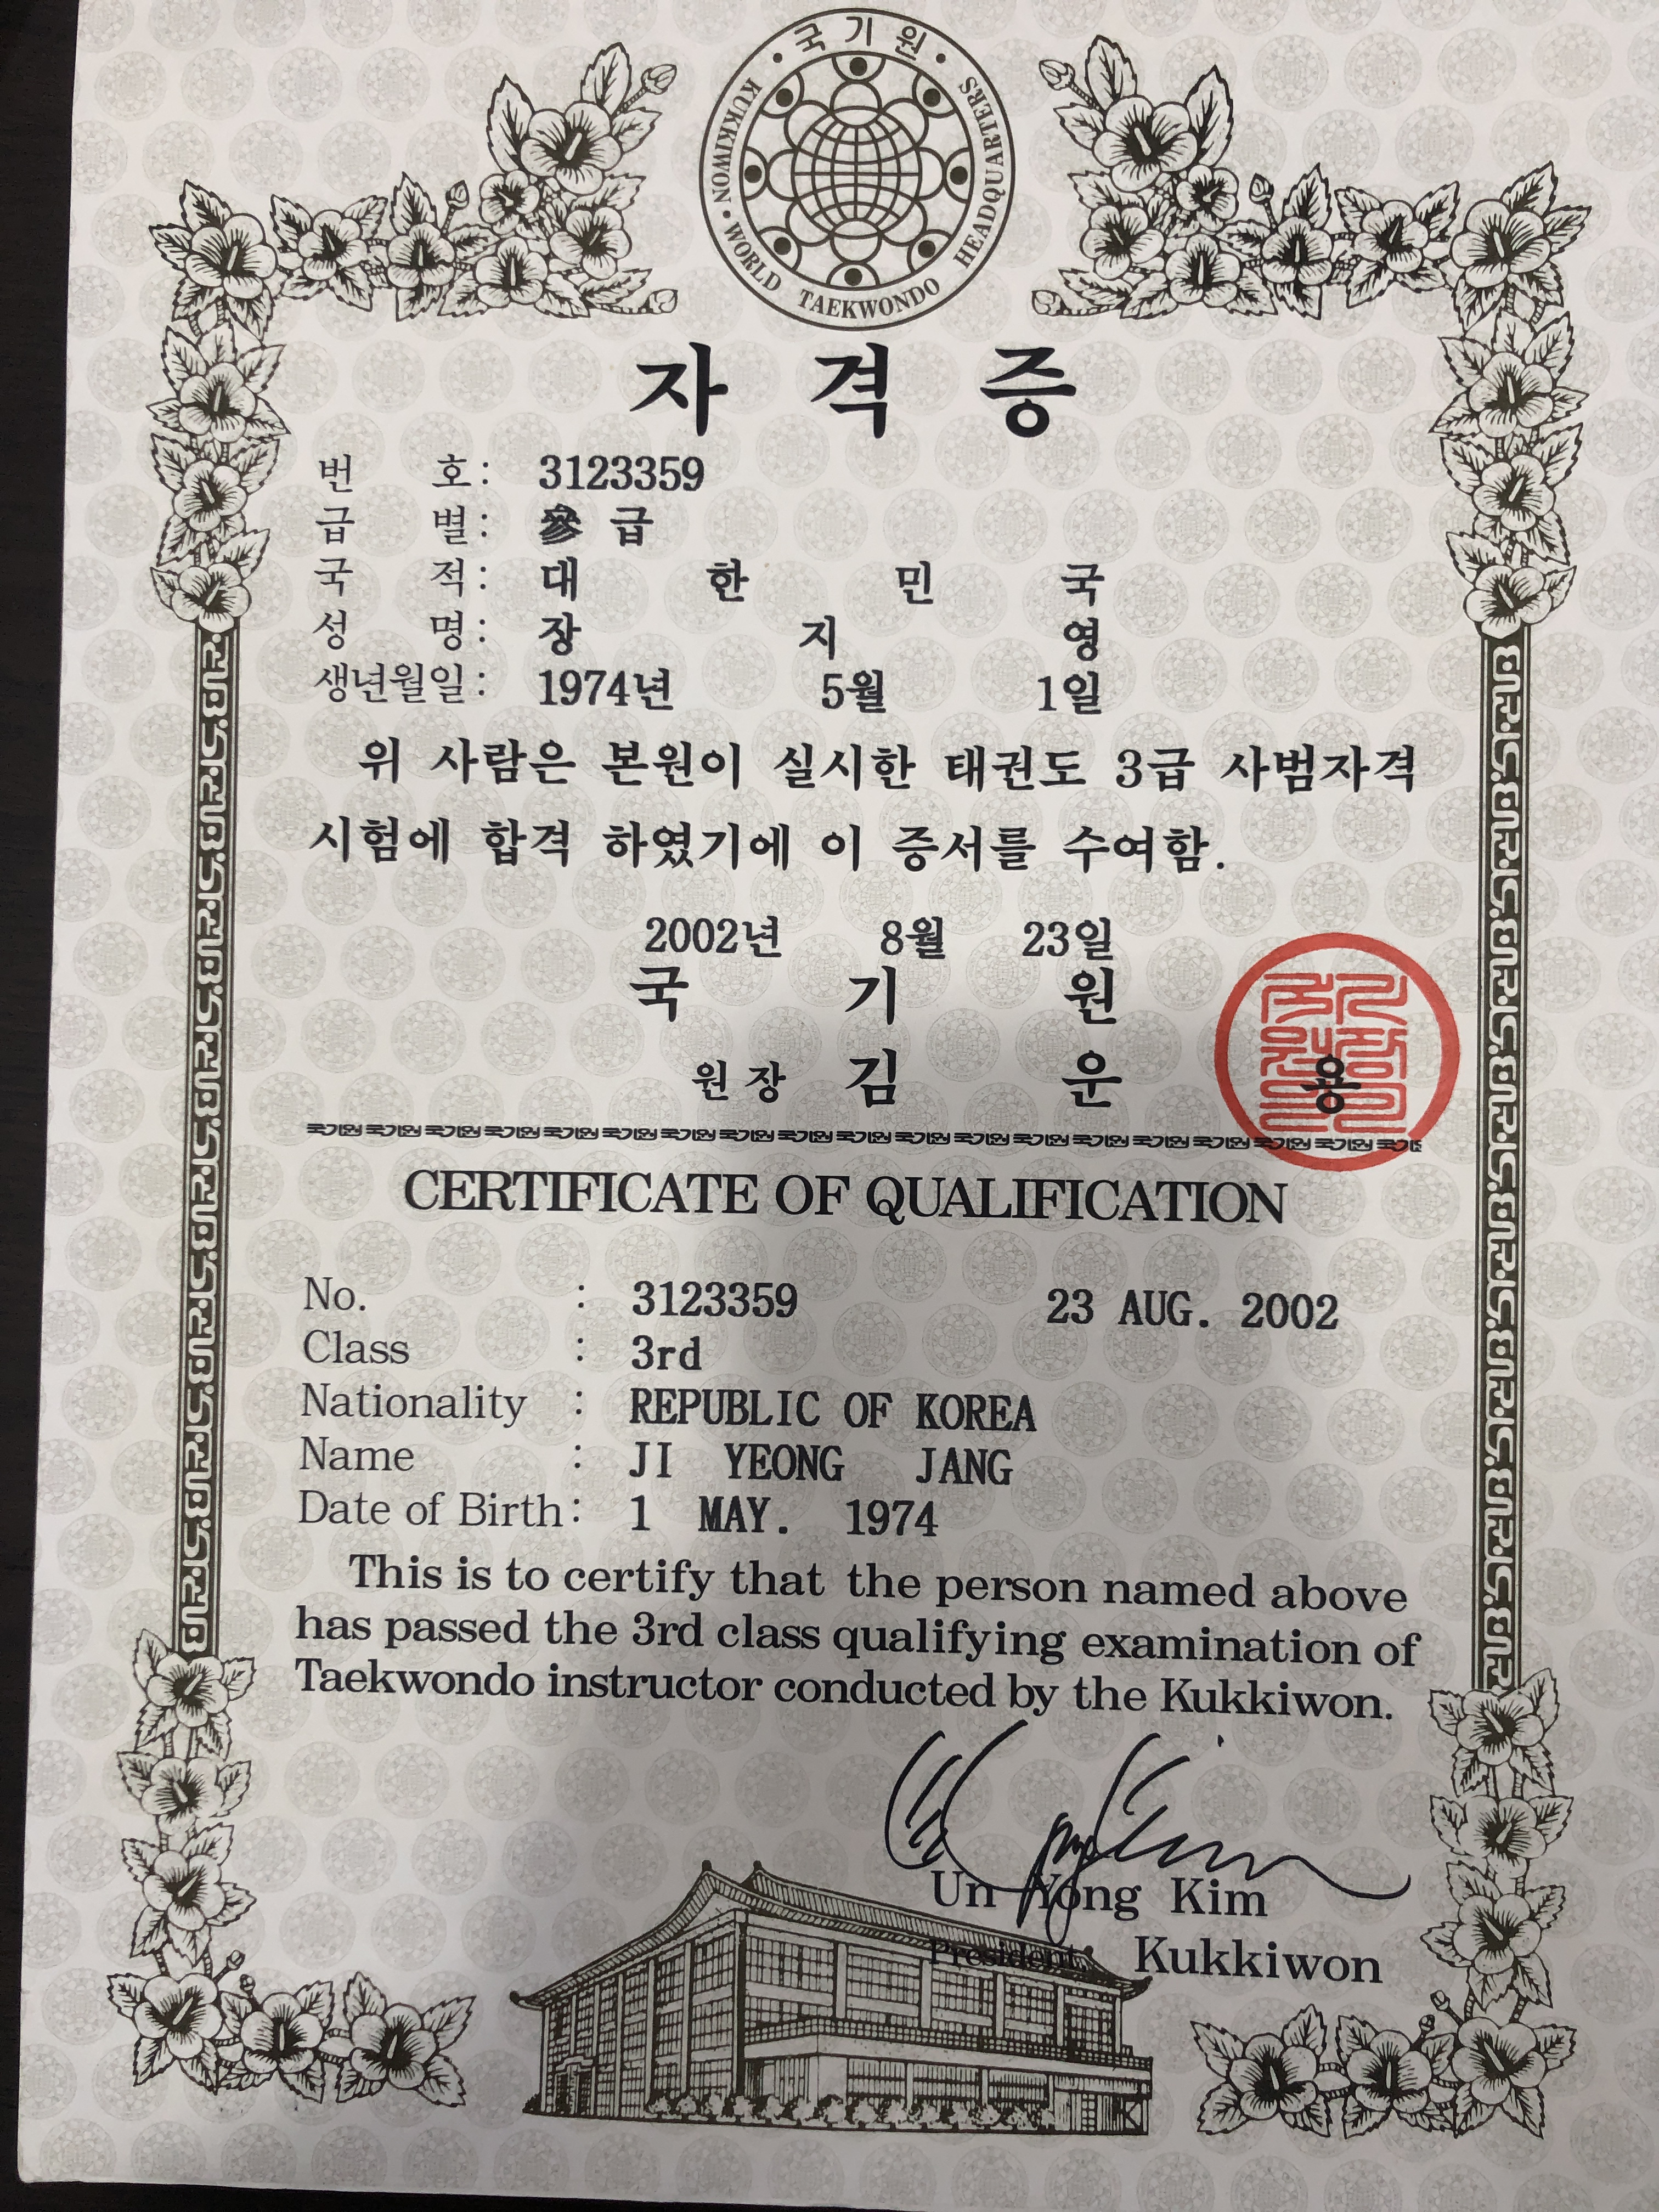 국기원
KUKKIWON · WORLD TAEKWONDO HEADQUARTERS
자 격 증
번 호: 3123359
급 별: 參 급
국 적: 대 한 민 국
성 명: 장 지 영
생년월일: 1974년 5월 1일
위 사람은 본원이 실시한 태권도 3급 사범자격
시험에 합격 하였기에 이 증서를 수여함.
2002년 8월 23일
국 기 원
원장 김 운 용
CERTIFICATE OF QUALIFICATION
No. : 3123359 23 AUG. 2002
Class : 3rd
Nationality : REPUBLIC OF KOREA
Name : JI YEONG JANG
Date of Birth: 1 MAY. 1974
This is to certify that the person named above
has passed the 3rd class qualifying examination of
Taekwondo instructor conducted by the Kukkiwon.
Un Yong Kim
President, Kukkiwon